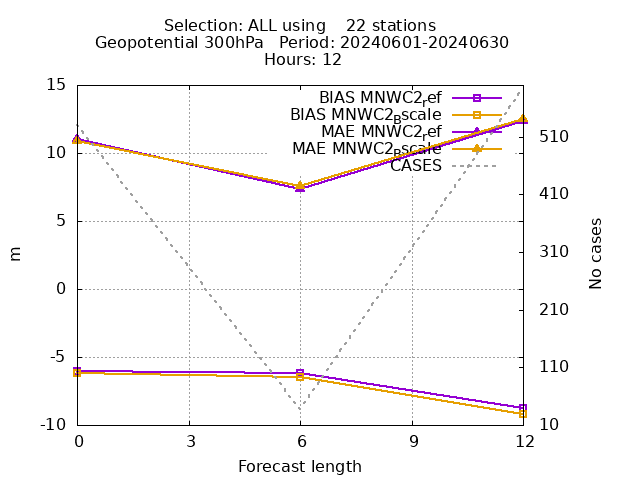 Selection: ALL using    22 stations
Geopotential 300hPa   Period: 20240601-20240630
Hours: 12
BIAS MNWC2_ref
BIAS MNWC2_Bscale
MAE MNWC2_ref
MAE MNWC2_Bscale
CASES
15
10
5
0
-5
-10
m
510
410
310
210
110
10
No cases
0
3
6
9
12
Forecast length